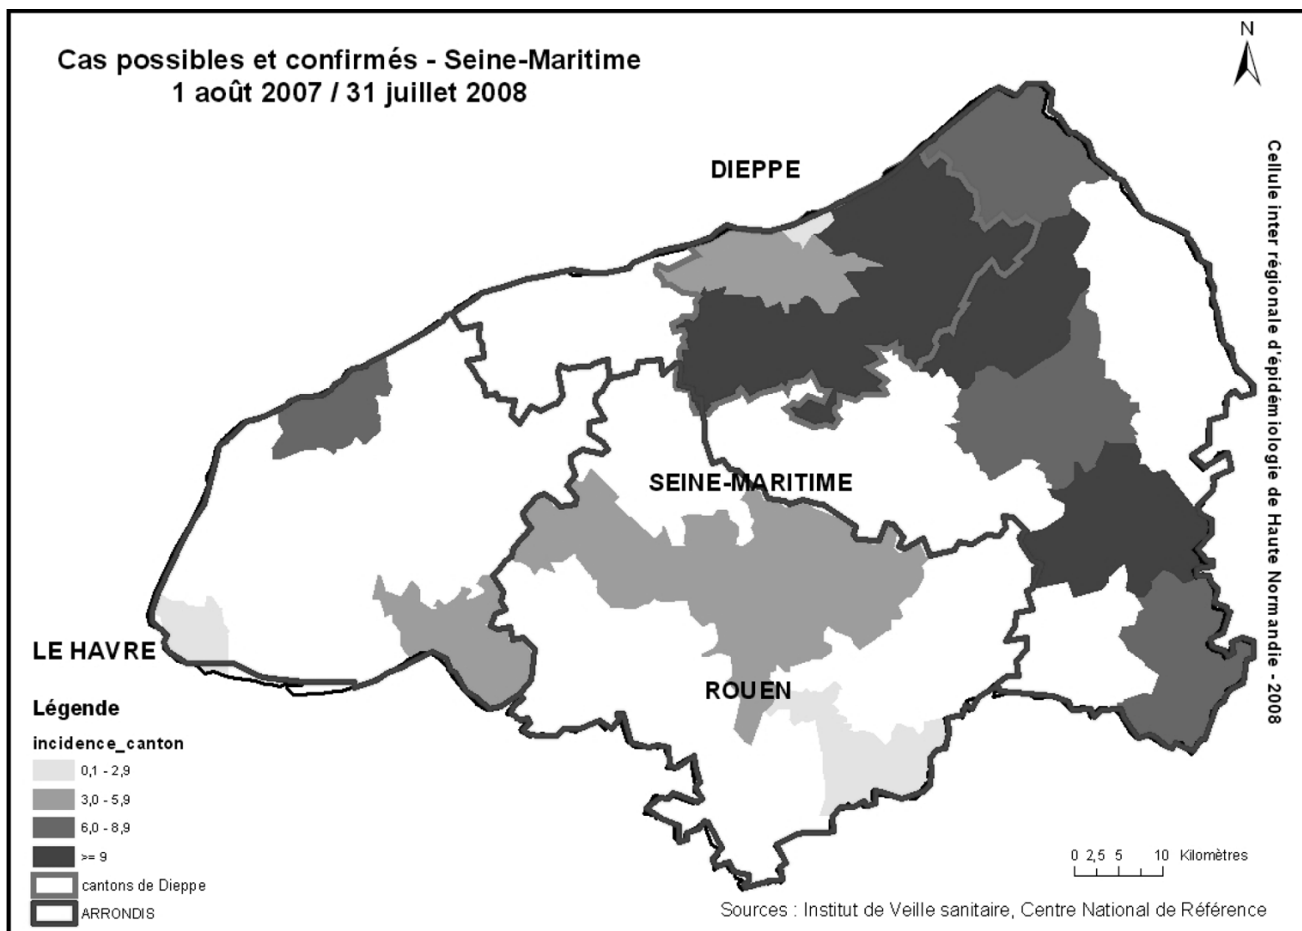 Cas possibles et confirmés - Seine-Maritime
1 août 2007 / 31 juillet 2008
N
DIEPPE
SEINE-MARITIME
LE HAVRE
ROUEN
Légende
incidence_canton
0,1 - 2,9
3,0 - 5,9
6,0 - 8,9
>= 9
cantons de Dieppe
ARRONDIS
0 2,5 5 10 Kilomètres
Sources : Institut de Veille sanitaire, Centre National de Référence
Cellule inter régionale d'épidémiologie de Haute Normandie - 2008